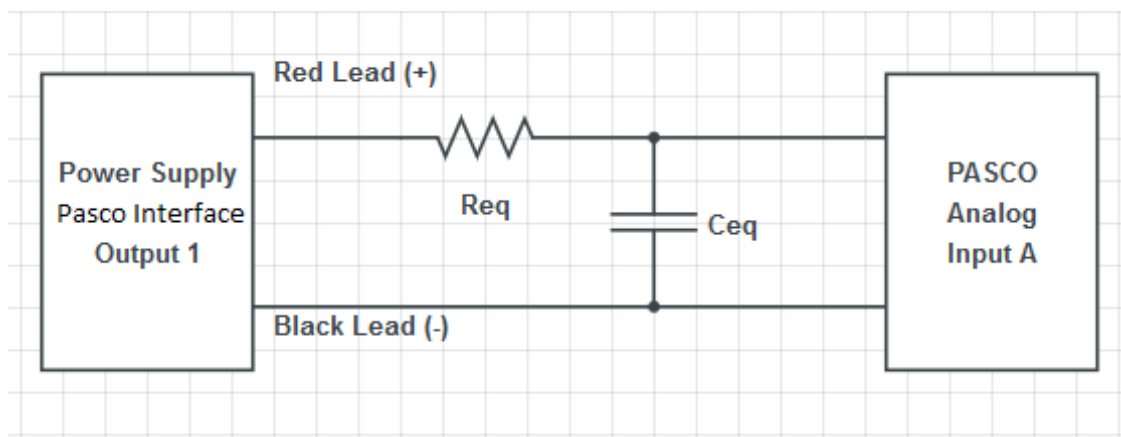 Red Lead (+)
Power Supply
Pasco Interface
Output 1
Req
Ceq
PASCO
Analog
Input A
Black Lead (-)